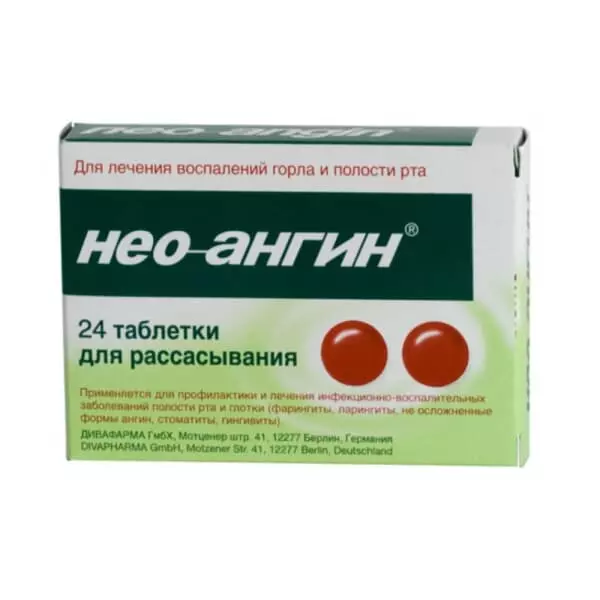 нео-ангин
Для лечения воспалений горла и полости рта
нео-ангин®
24 таблетки
для рассасывания
Применяется для профилактики и лечения инфекционно-воспалительных
заболеваний полости рта и глотки (фарингиты, ларингиты, не осложненные
формы ангин, стоматиты, гингивиты)
ДИВАФАРМА ГмбХ, Мотценер штр. 41, 12277 Берлин, Германия
DIVAPHARMA GmbH, Motzener Str. 41, 12277 Berlin, Deutschland